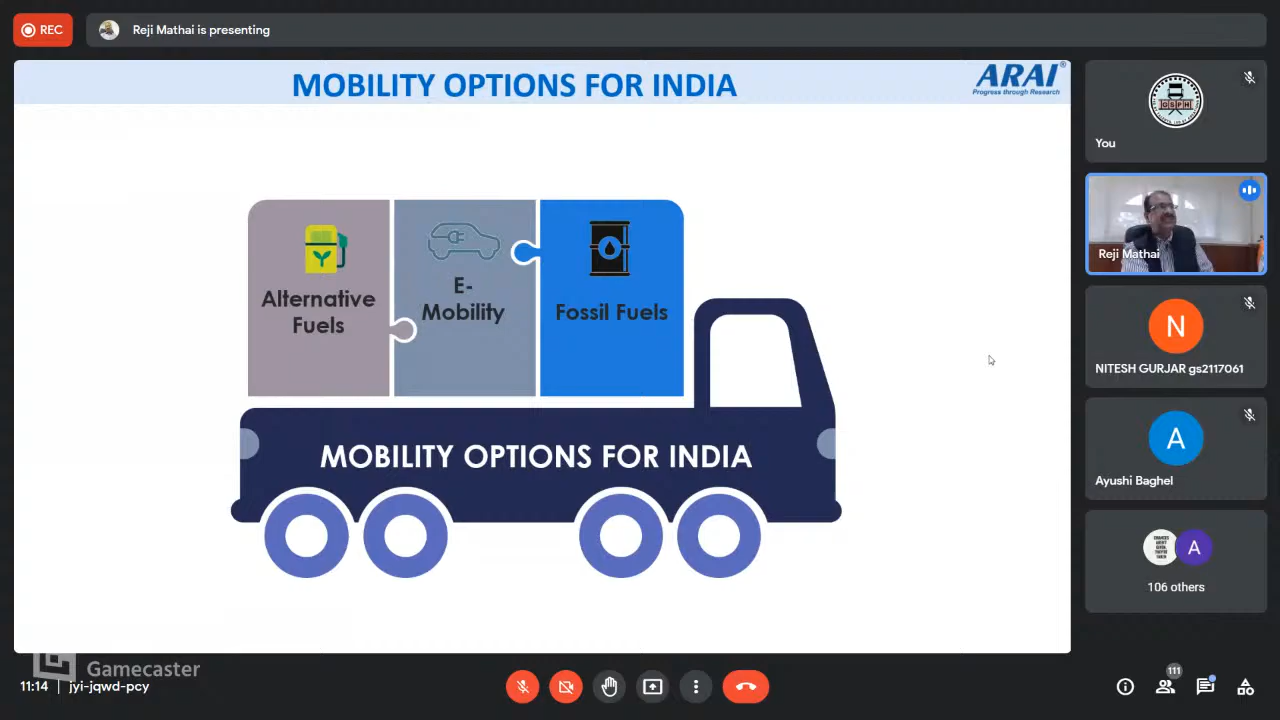 REC
Reji Mathai is presenting
MOBILITY OPTIONS FOR INDIA
ARAI®
Progress through Research
Alternative
Fuels
E-
Mobility
Fossil Fuels
MOBILITY OPTIONS FOR INDIA
GSPH
You
Reji Mathai
N
NITESH GURJAR gs2117061
A
Ayushi Baghel
A
106 others
Gamecaster
11:14 | jyi-jqwd-pcy
111